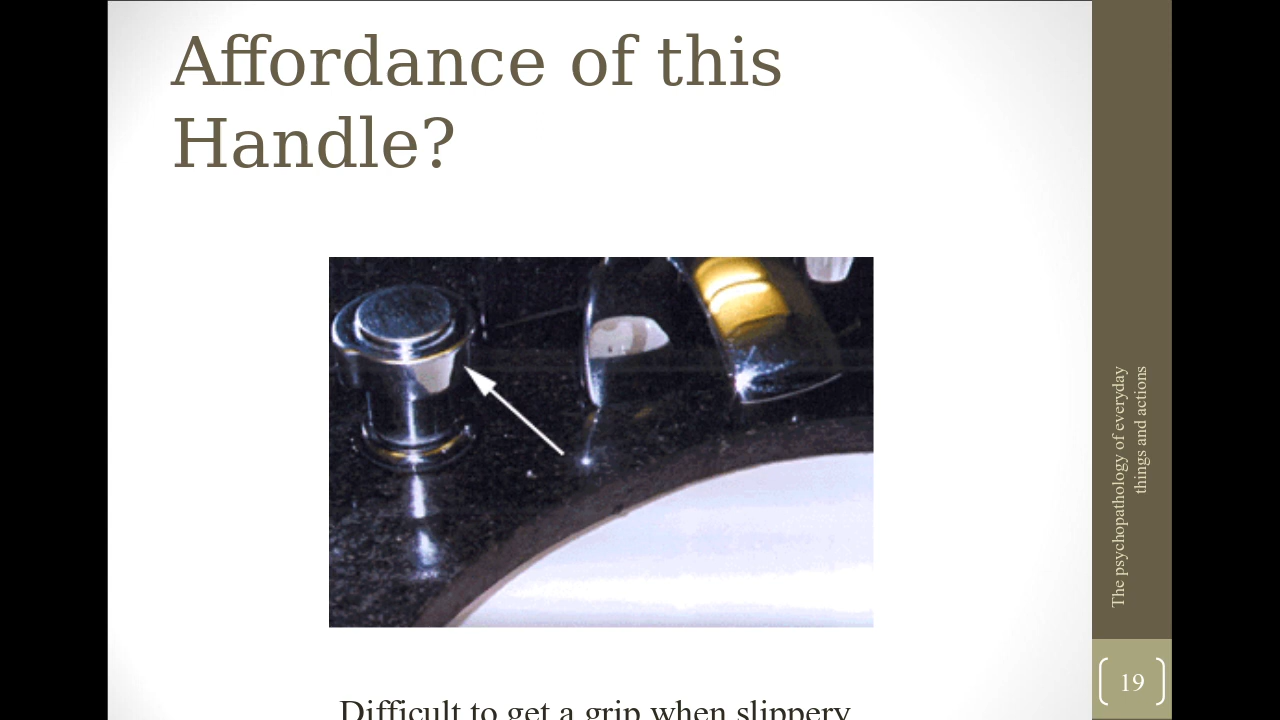 Affordance of this
Handle?
Difficult to get a grip when slippery
The psychopathology of everyday
things and actions
19